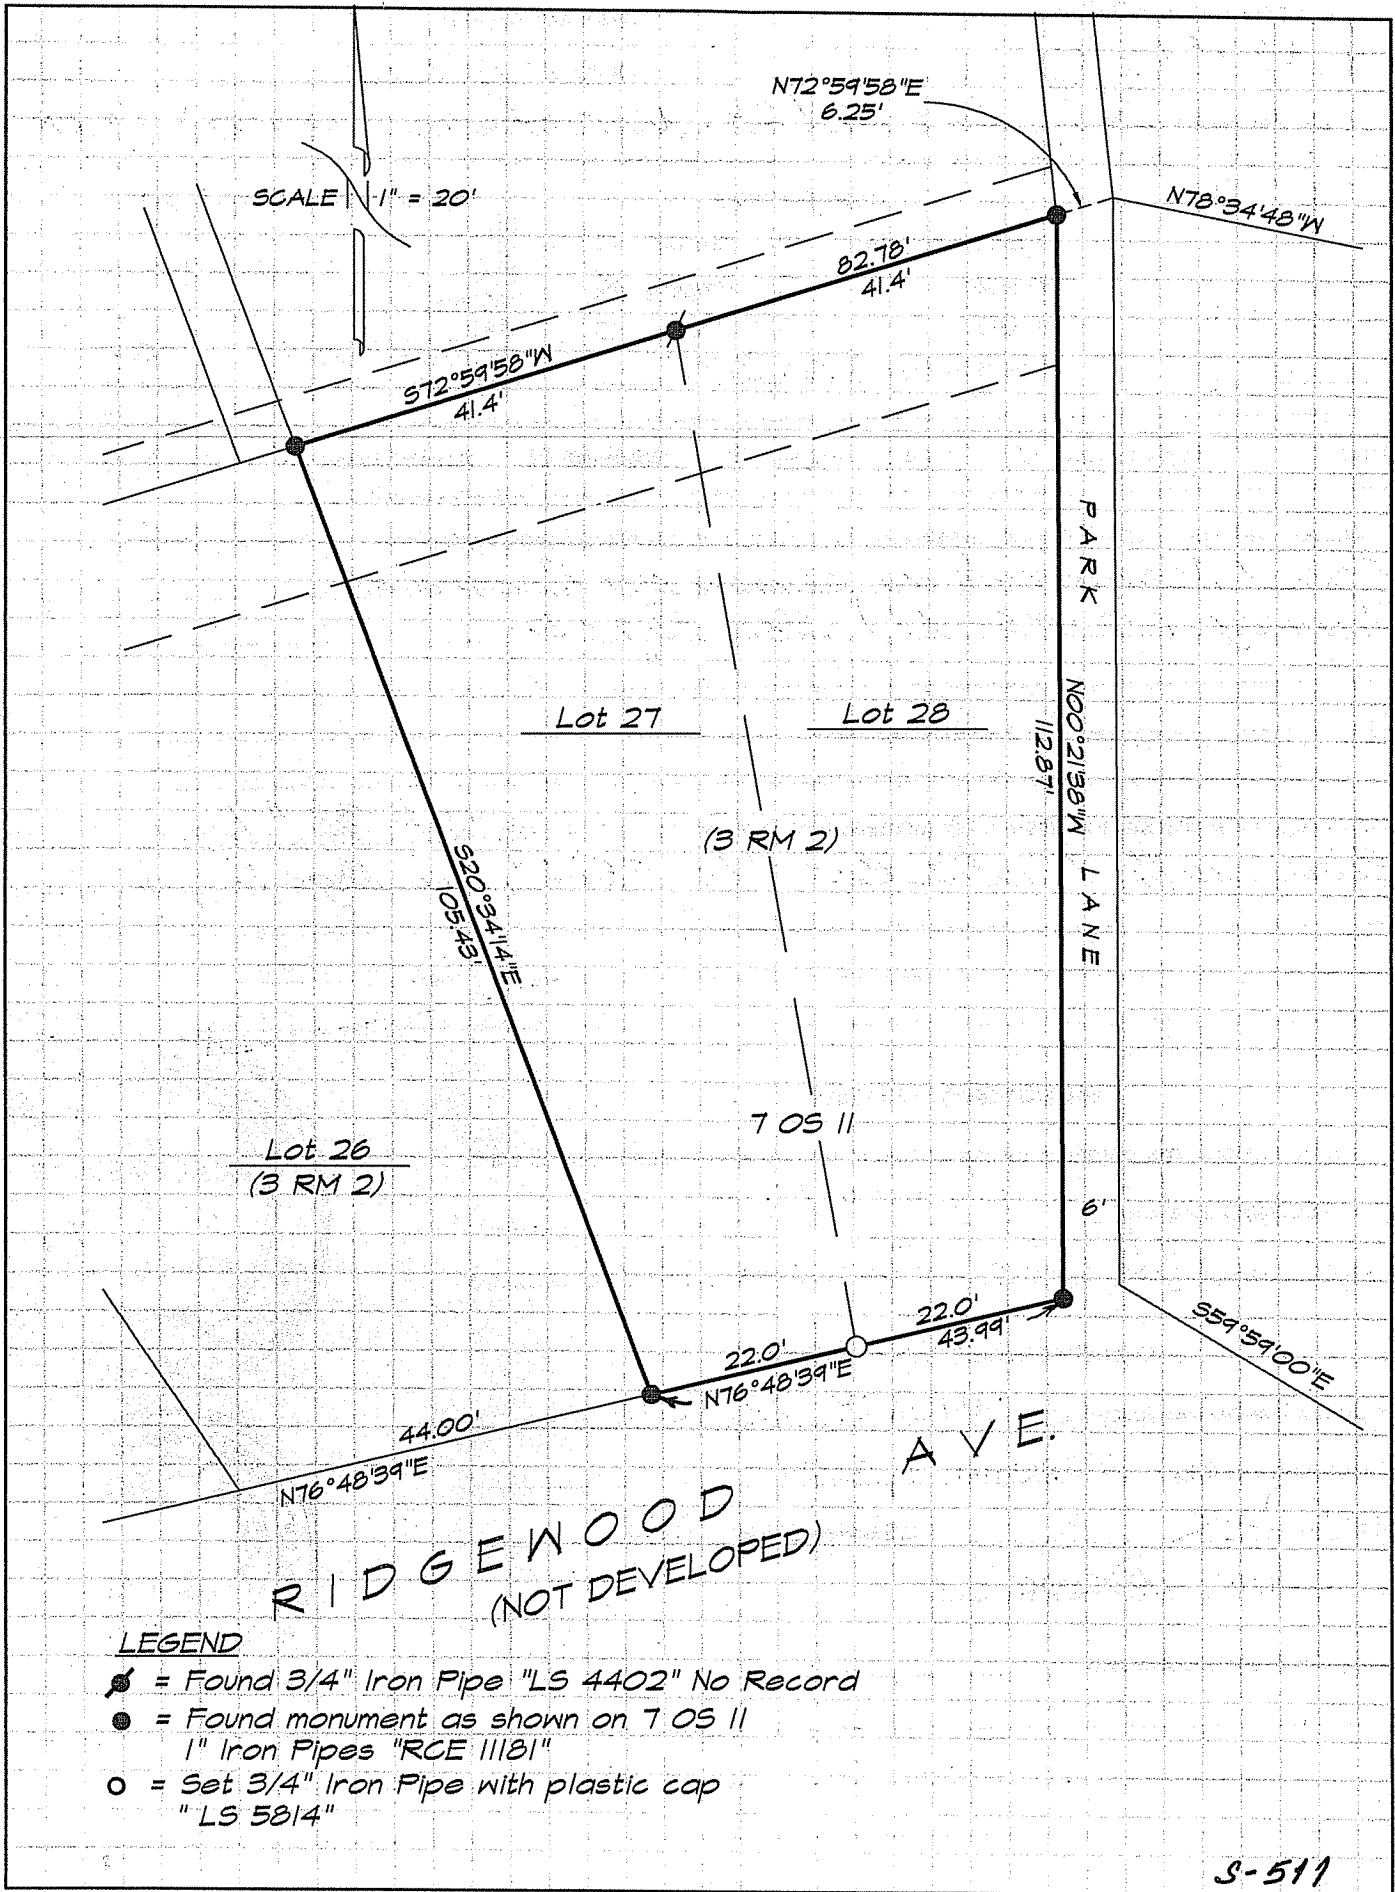 N72°59'58"E
6.25'
SCALE 1" = 20'
N78°34'48"W
82.78'
41.4'
S72°59'58"W
41.4'
PARK LANE
Lot 27
Lot 28
N00°21'38"W
112.87'
(3 RM 2)
S20°34'14"E
105.43'
7 OS 11
Lot 26
(3 RM 2)
6'
22.0'
43.99'
22.0'
N76°48'39"E
S59°59'00"E
44.00'
N76°48'39"E
RIDGEWOOD AVE.
(NOT DEVELOPED)
LEGEND
= Found 3/4" Iron Pipe "LS 4402" No Record
= Found monument as shown on 7 OS 11
1" Iron Pipes "RCE 11181"
= Set 3/4" Iron Pipe with plastic cap
"LS 5814"
S-511